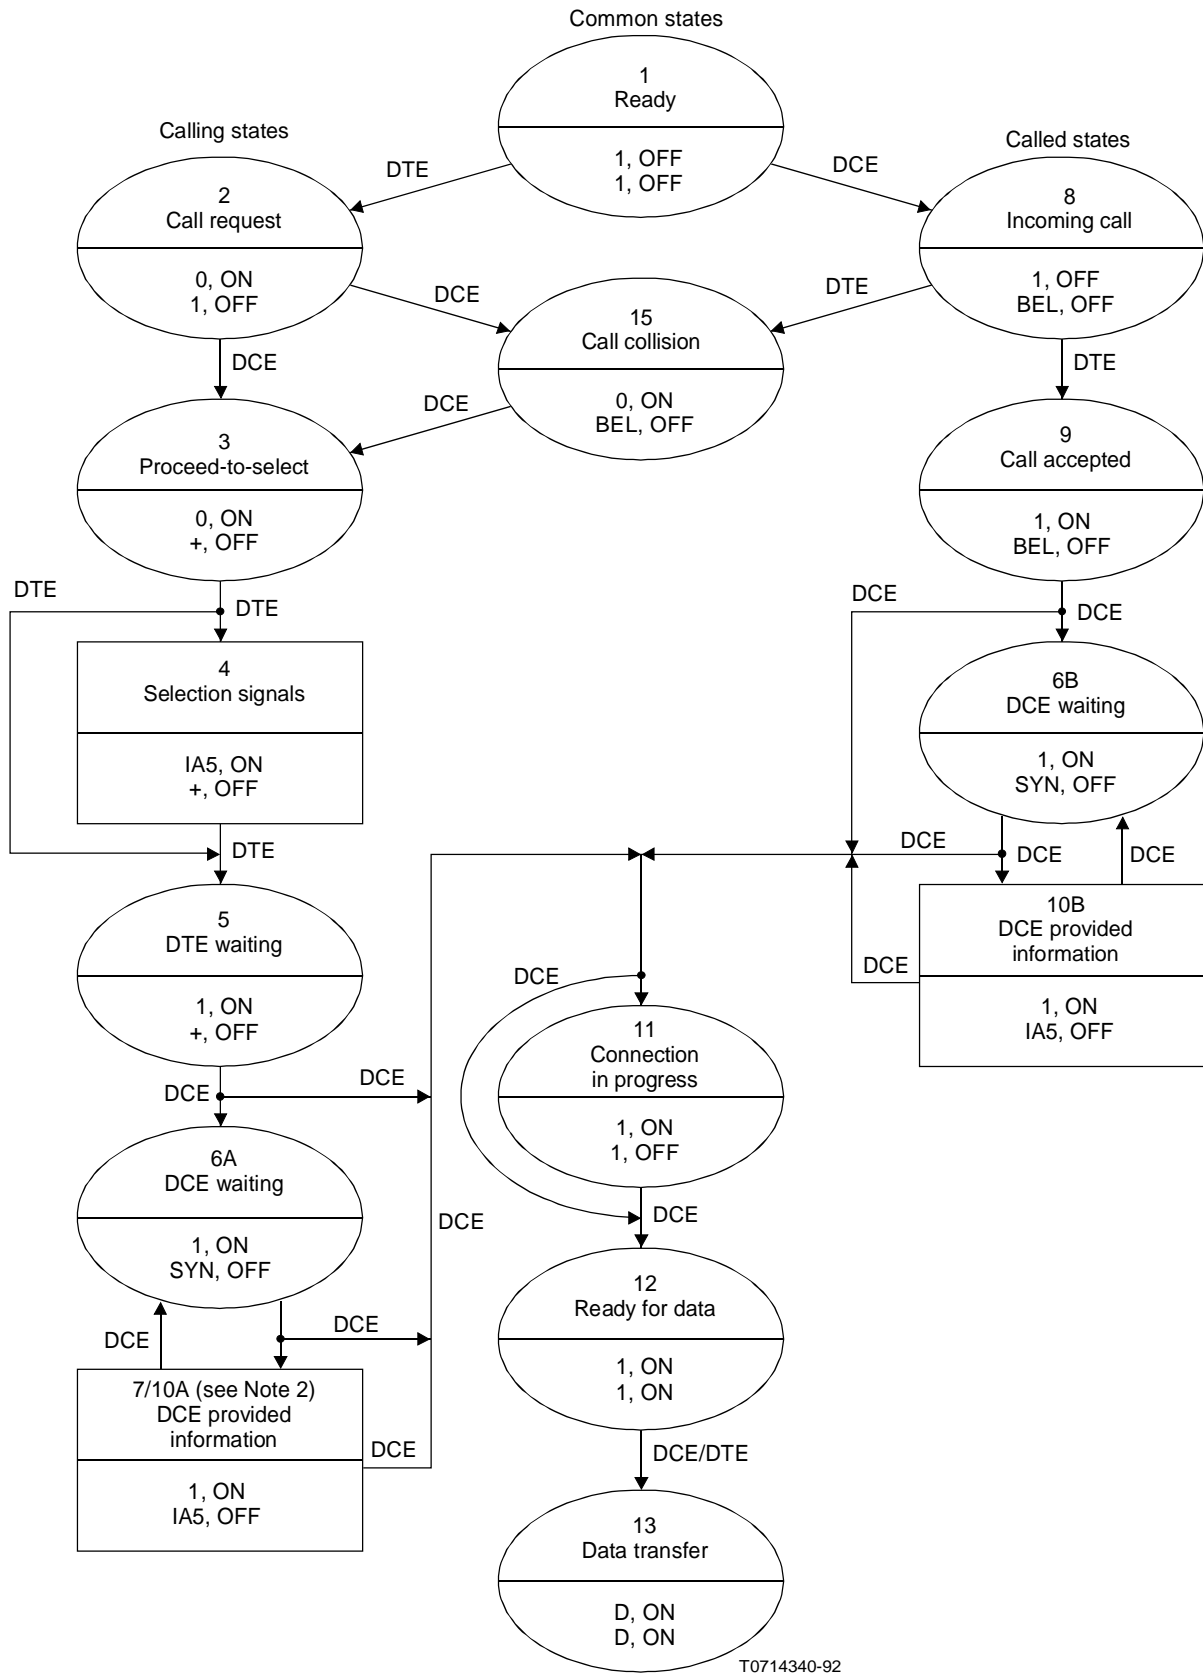 Common states
1
Ready
1, OFF
1, OFF
Calling states
Called states
DTE
DCE
2
Call request
0, ON
1, OFF
8
Incoming call
1, OFF
BEL, OFF
DCE
DTE
15
Call collision
0, ON
BEL, OFF
DCE
DTE
DCE
3
Proceed-to-select
0, ON
+, OFF
9
Call accepted
1, ON
BEL, OFF
DTE
DTE
DCE
DCE
4
Selection signals
IA5, ON
+, OFF
6B
DCE waiting
1, ON
SYN, OFF
DTE
DCE
DCE
DCE
5
DTE waiting
1, ON
+, OFF
10B
DCE provided
information
1, ON
IA5, OFF
DCE
DCE
11
Connection
in progress
1, ON
1, OFF
DCE
DCE
6A
DCE waiting
1, ON
SYN, OFF
DCE
DCE
12
Ready for data
1, ON
1, ON
DCE
DCE
7/10A (see Note 2)
DCE provided
information
1, ON
IA5, OFF
DCE
DCE/DTE
13
Data transfer
D, ON
D, ON
T0714340-92